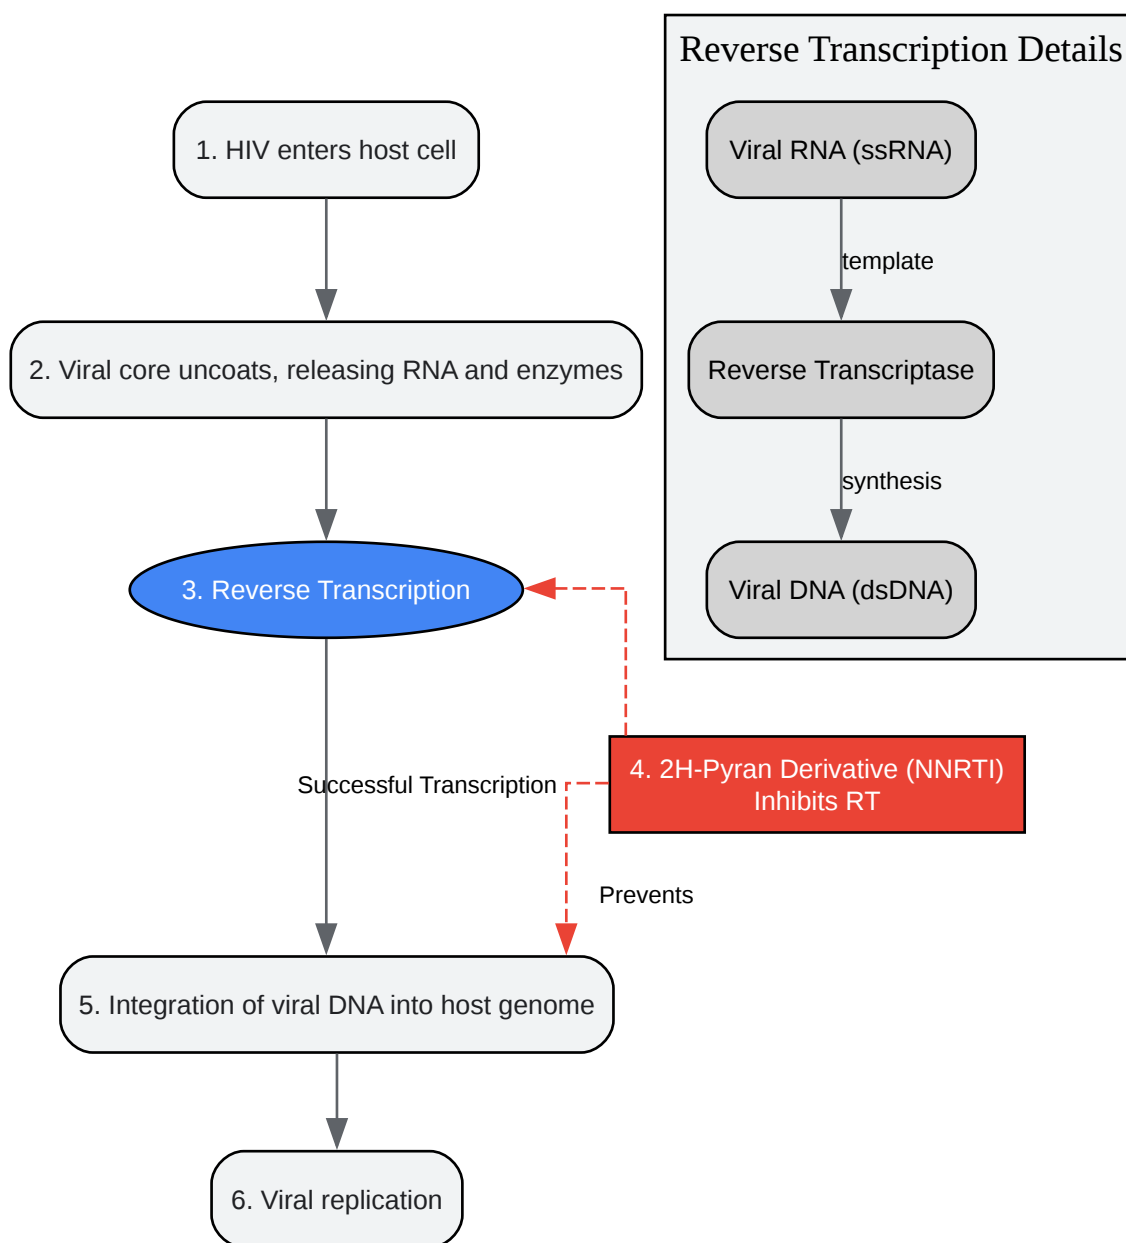 1. HIV enters host cell
2. Viral core uncoats, releasing RNA and enzymes
3. Reverse Transcription
Successful Transcription
4. 2H-Pyran Derivative (NNRTI)
Inhibits RT
Prevents
5. Integration of viral DNA into host genome
6. Viral replication
Reverse Transcription Details
Viral RNA (ssRNA)
template
Reverse Transcriptase
synthesis
Viral DNA (dsDNA)